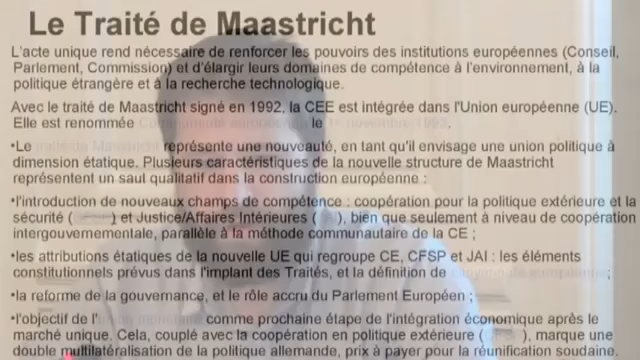 Le Traité de Maastricht
L'acte unique rend nécessaire de renforcer les pouvoirs des institutions européennes (Conseil,
Parlement, Commission) et d'élargir leurs domaines de compétence à l'environnement, à la
politique étrangère et à la recherche technologique.
Avec le traité de Maastricht signé en 1992, la CEE est intégrée dans l'Union européenne (UE).
Elle est renommée Communauté européenne le 1er novembre 1993.
•Le traité de Maastricht représente une nouveauté, en tant qu'il envisage une union politique à
dimension étatique. Plusieurs caractéristiques de la nouvelle structure de Maastricht
représentent un saut qualitatif dans la construction européenne :
•l'introduction de nouveaux champs de compétence : coopération pour la politique extérieure et la
sécurité ( ) et Justice/Affaires Intérieures ( ), bien que seulement à niveau de coopération
intergouvernementale, parallèle à la méthode communautaire de la CE ;
•les attributions étatiques de la nouvelle UE qui regroupe CE, CFSP et JAI : les éléments
constitutionnels prévus dans l'implant des Traités, et la définition de ;
•la reforme de la gouvernance, et le rôle accru du Parlement Européen ;
•l'objectif de l' comme prochaine étape de l'intégration économique après le
marché unique. Cela, couplé avec la coopération en politique extérieure ( ), marque une
double multilatéralisation de la politique allemande, prix à payer pour la réunification soudaine.